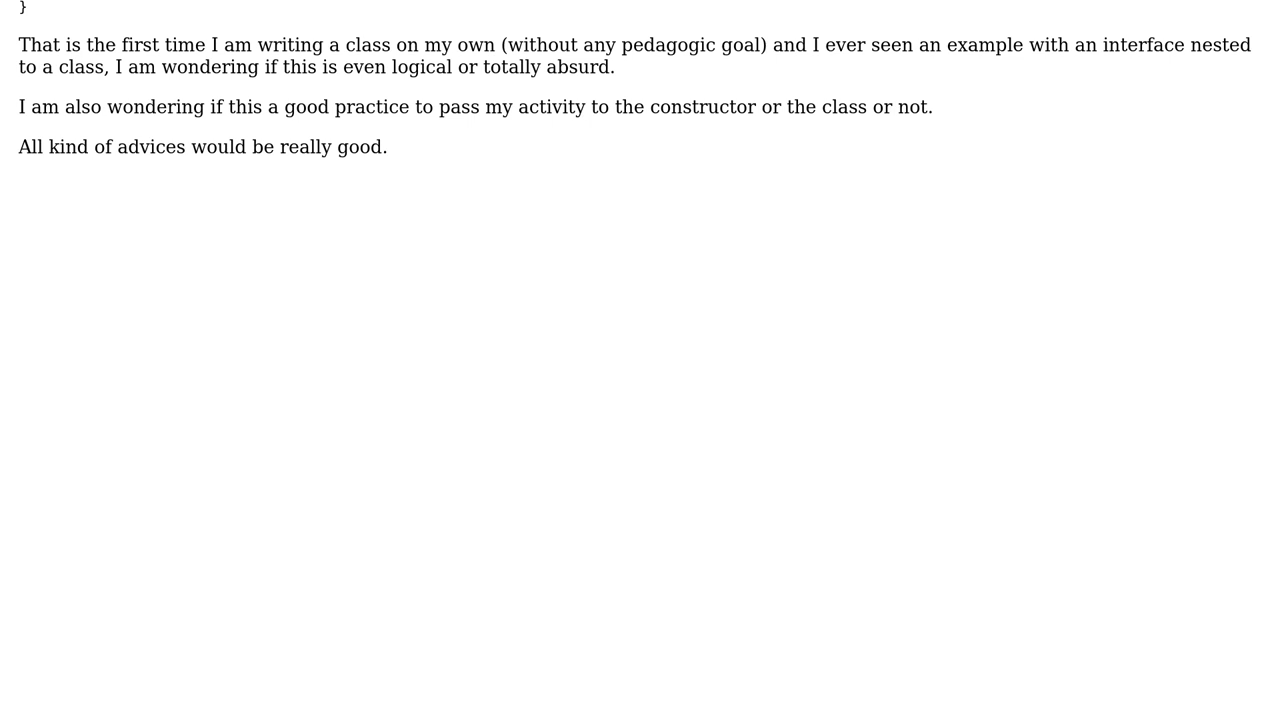 }
That is the first time I am writing a class on my own (without any pedagogic goal) and I ever seen an example with an interface nested
to a class, I am wondering if this is even logical or totally absurd.
I am also wondering if this a good practice to pass my activity to the constructor or the class or not.
All kind of advices would be really good.